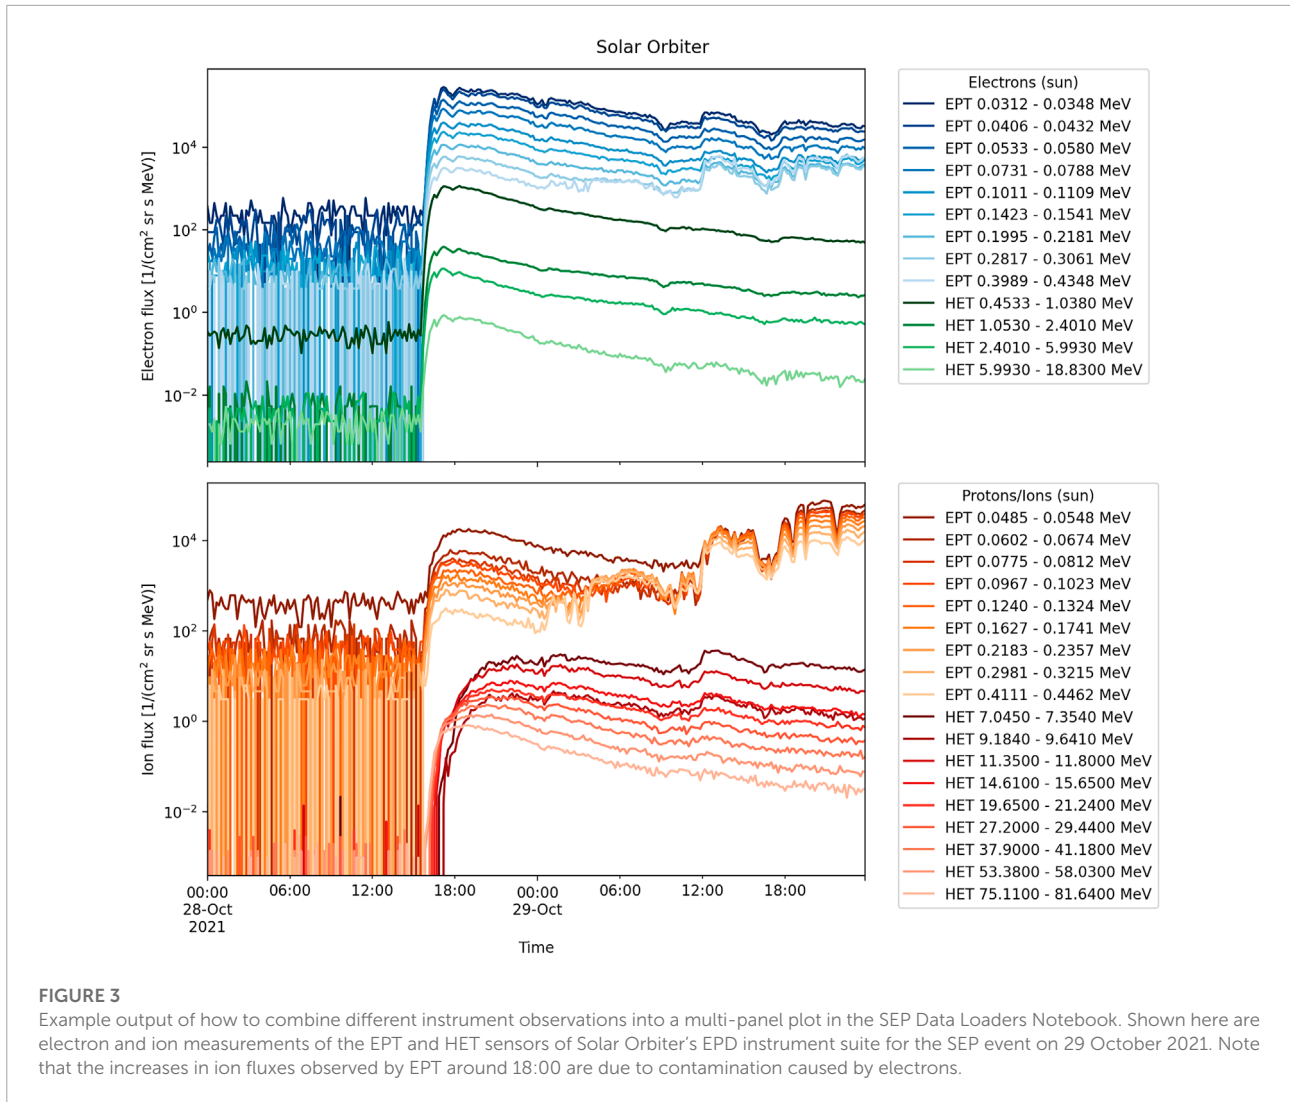 Solar Orbiter
Electron flux [1/(cm² sr s MeV)]
10⁴
10²
10⁰
10⁻²
Electrons (sun)
EPT 0.0312 - 0.0348 MeV
EPT 0.0406 - 0.0432 MeV
EPT 0.0533 - 0.0580 MeV
EPT 0.0731 - 0.0788 MeV
EPT 0.1011 - 0.1109 MeV
EPT 0.1423 - 0.1541 MeV
EPT 0.1995 - 0.2181 MeV
EPT 0.2817 - 0.3061 MeV
EPT 0.3989 - 0.4348 MeV
HET 0.4533 - 1.0380 MeV
HET 1.0530 - 2.4010 MeV
HET 2.4010 - 5.9930 MeV
HET 5.9930 - 18.8300 MeV
Ion flux [1/(cm² sr s MeV)]
10⁴
10²
10⁰
10⁻²
Protons/Ions (sun)
EPT 0.0485 - 0.0548 MeV
EPT 0.0602 - 0.0674 MeV
EPT 0.0775 - 0.0812 MeV
EPT 0.0967 - 0.1023 MeV
EPT 0.1240 - 0.1324 MeV
EPT 0.1627 - 0.1741 MeV
EPT 0.2183 - 0.2357 MeV
EPT 0.2981 - 0.3215 MeV
EPT 0.4111 - 0.4462 MeV
HET 7.0450 - 7.3540 MeV
HET 9.1840 - 9.6410 MeV
HET 11.3500 - 11.8000 MeV
HET 14.6100 - 15.6500 MeV
HET 19.6500 - 21.2400 MeV
HET 27.2000 - 29.4400 MeV
HET 37.9000 - 41.1800 MeV
HET 53.3800 - 58.0300 MeV
HET 75.1100 - 81.6400 MeV
00:00 06:00 12:00 18:00 00:00 06:00 12:00 18:00
28-Oct 29-Oct
2021
Time
FIGURE 3
Example output of how to combine different instrument observations into a multi-panel plot in the SEP Data Loaders Notebook. Shown here are
electron and ion measurements of the EPT and HET sensors of Solar Orbiter's EPD instrument suite for the SEP event on 29 October 2021. Note
that the increases in ion fluxes observed by EPT around 18:00 are due to contamination caused by electrons.